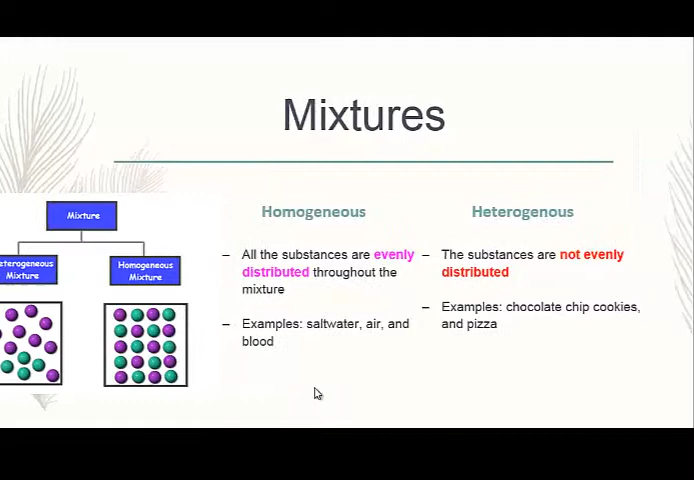 Mixtures
Mixture
eterogeneous
Mixture
Homogeneous
Mixture
Homogeneous
– All the substances are evenly
distributed throughout the
mixture
– Examples: saltwater, air, and
blood
Heterogenous
– The substances are not evenly
distributed
– Examples: chocolate chip cookies,
and pizza